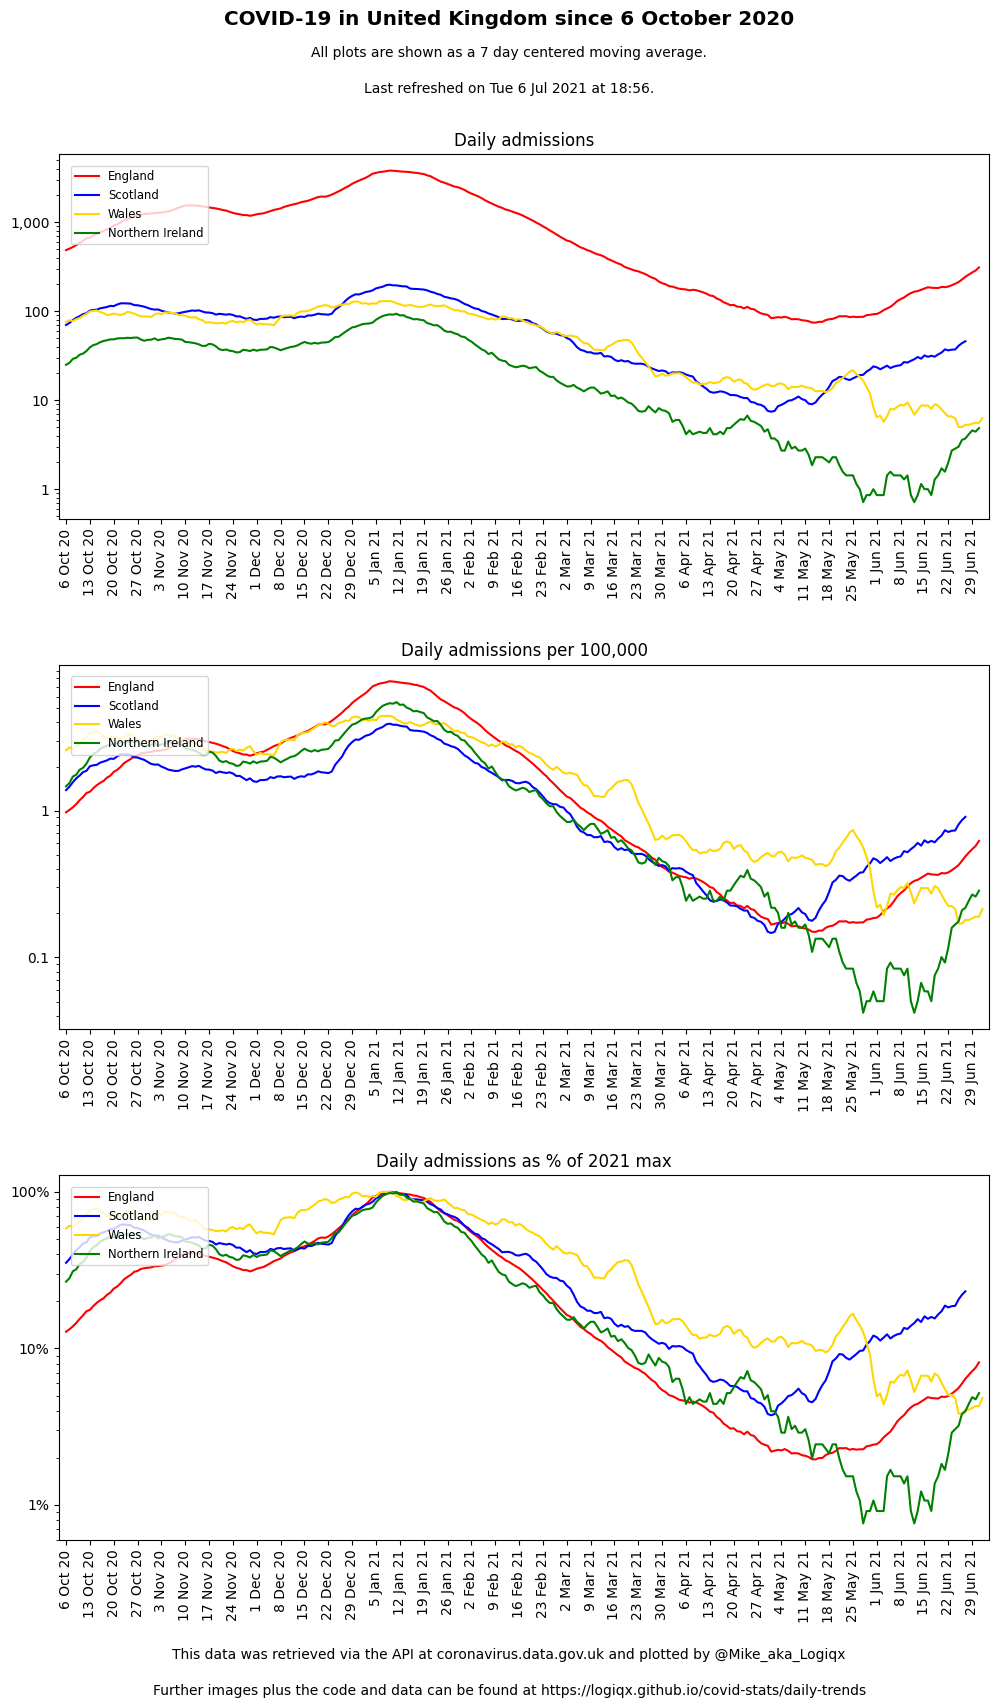 COVID-19 in United Kingdom since 6 October 2020
All plots are shown as a 7 day centered moving average.
Last refreshed on Tue 6 Jul 2021 at 18:56.
Daily admissions
England
Scotland
Wales
Northern Ireland
1,000
100
10
1
6 Oct 20
13 Oct 20
20 Oct 20
27 Oct 20
3 Nov 20
10 Nov 20
17 Nov 20
24 Nov 20
1 Dec 20
8 Dec 20
15 Dec 20
22 Dec 20
29 Dec 20
5 Jan 21
12 Jan 21
19 Jan 21
26 Jan 21
2 Feb 21
9 Feb 21
16 Feb 21
23 Feb 21
2 Mar 21
9 Mar 21
16 Mar 21
23 Mar 21
30 Mar 21
6 Apr 21
13 Apr 21
20 Apr 21
27 Apr 21
4 May 21
11 May 21
18 May 21
25 May 21
1 Jun 21
8 Jun 21
15 Jun 21
22 Jun 21
29 Jun 21
Daily admissions per 100,000
England
Scotland
Wales
Northern Ireland
1
0.1
6 Oct 20
13 Oct 20
20 Oct 20
27 Oct 20
3 Nov 20
10 Nov 20
17 Nov 20
24 Nov 20
1 Dec 20
8 Dec 20
15 Dec 20
22 Dec 20
29 Dec 20
5 Jan 21
12 Jan 21
19 Jan 21
26 Jan 21
2 Feb 21
9 Feb 21
16 Feb 21
23 Feb 21
2 Mar 21
9 Mar 21
16 Mar 21
23 Mar 21
30 Mar 21
6 Apr 21
13 Apr 21
20 Apr 21
27 Apr 21
4 May 21
11 May 21
18 May 21
25 May 21
1 Jun 21
8 Jun 21
15 Jun 21
22 Jun 21
29 Jun 21
Daily admissions as % of 2021 max
England
Scotland
Wales
Northern Ireland
100%
10%
1%
6 Oct 20
13 Oct 20
20 Oct 20
27 Oct 20
3 Nov 20
10 Nov 20
17 Nov 20
24 Nov 20
1 Dec 20
8 Dec 20
15 Dec 20
22 Dec 20
29 Dec 20
5 Jan 21
12 Jan 21
19 Jan 21
26 Jan 21
2 Feb 21
9 Feb 21
16 Feb 21
23 Feb 21
2 Mar 21
9 Mar 21
16 Mar 21
23 Mar 21
30 Mar 21
6 Apr 21
13 Apr 21
20 Apr 21
27 Apr 21
4 May 21
11 May 21
18 May 21
25 May 21
1 Jun 21
8 Jun 21
15 Jun 21
22 Jun 21
29 Jun 21
This data was retrieved via the API at coronavirus.data.gov.uk and plotted by @Mike_aka_Logiqx
Further images plus the code and data can be found at https://logiqx.github.io/covid-stats/daily-trends